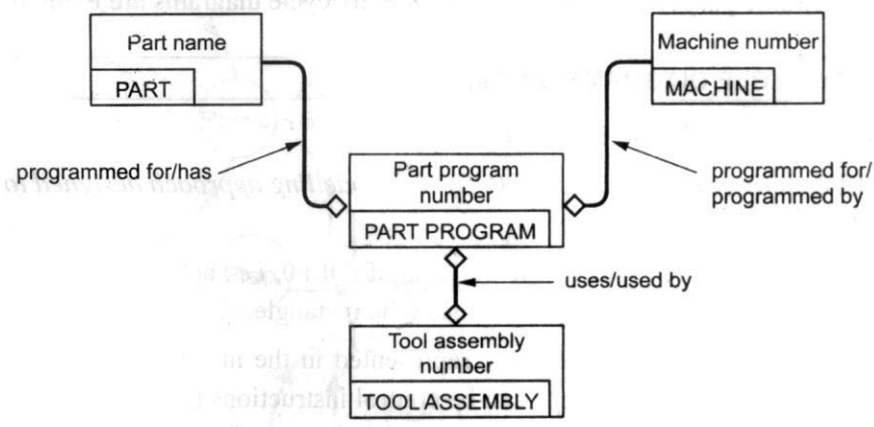 Part name
PART
Machine number
MACHINE
programmed for/has
Part program
number
PART PROGRAM
programmed for/
programmed by
uses/used by
Tool assembly
number
TOOL ASSEMBLY